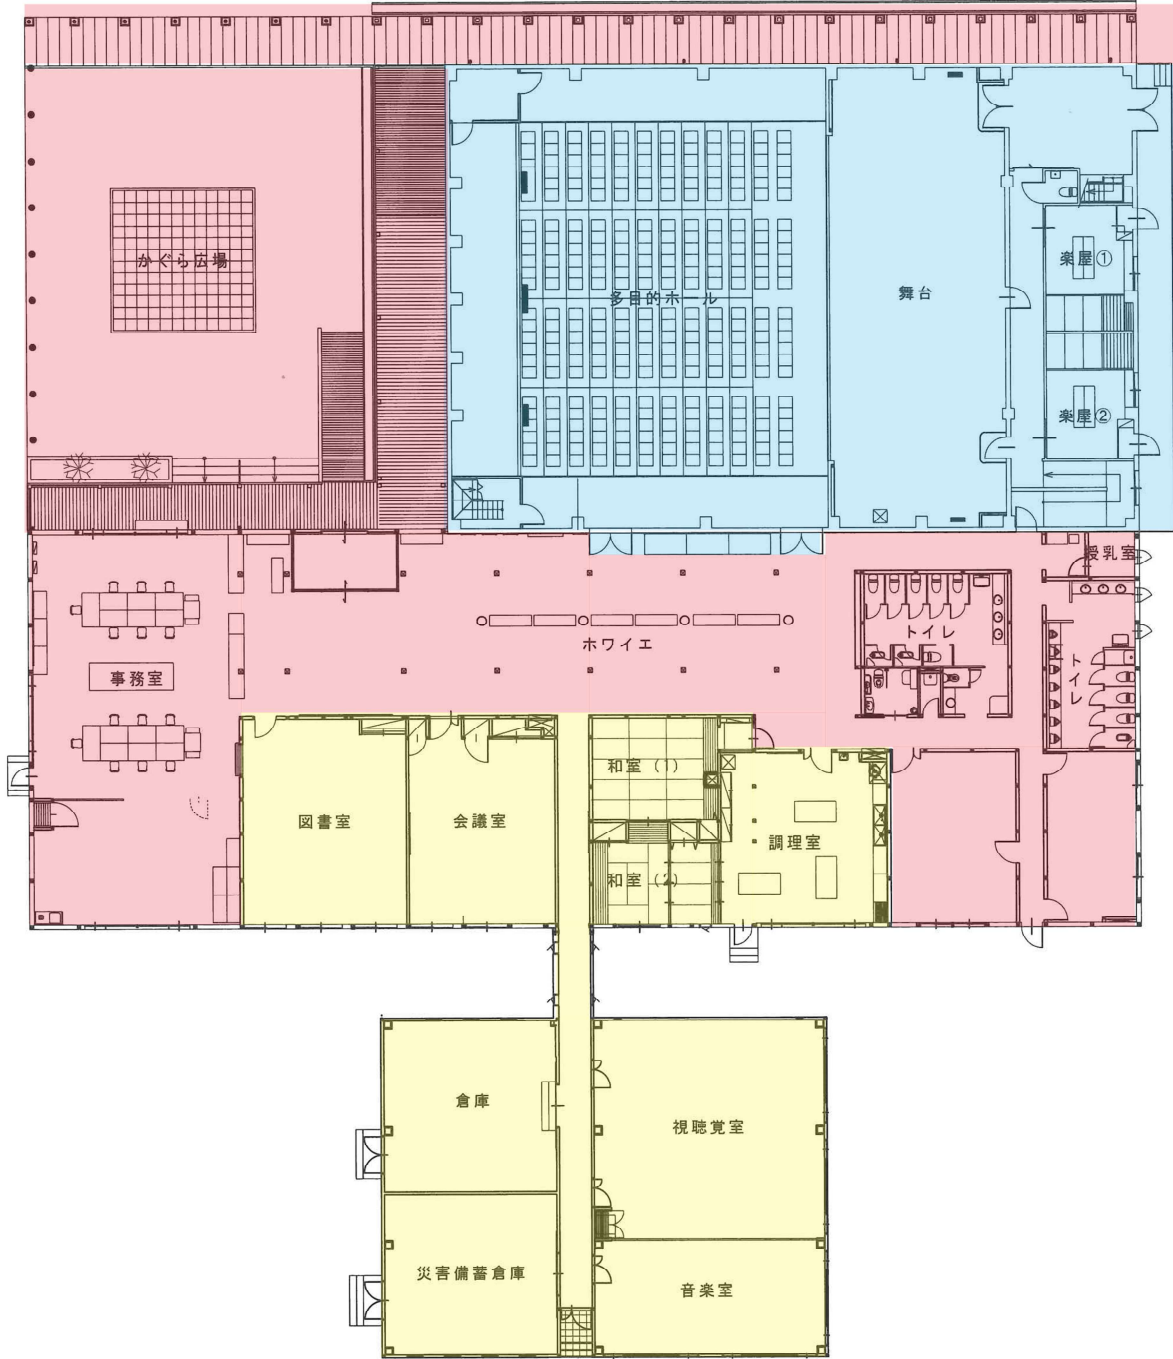 かぐら広場
多目的ホール
舞台
楽屋①
楽屋②
授乳室
ホワイエ
トイレ
トイレ
事務室
和室（1）
図書室
会議室
調理室
和室（2）
倉庫
視聴覚室
災害備蓄倉庫
音楽室